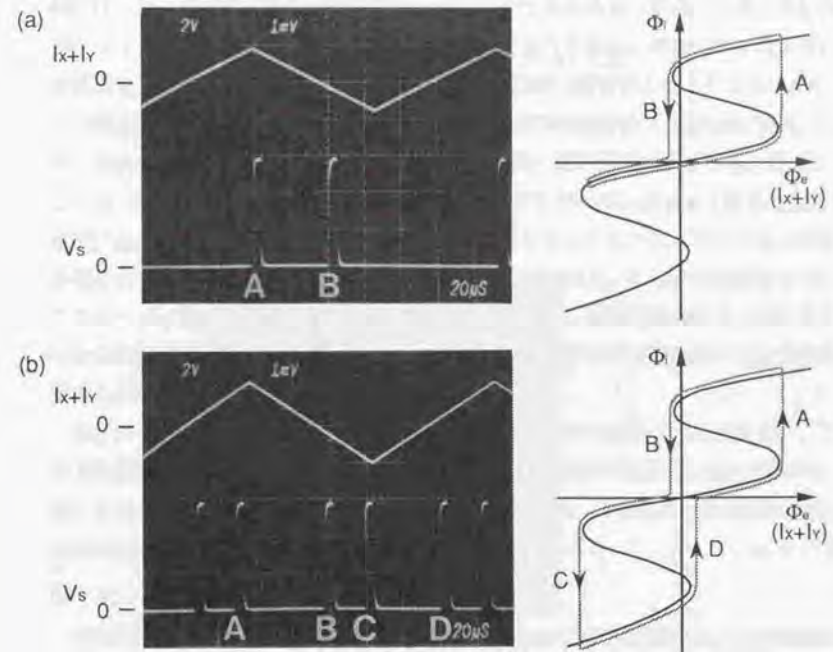 (a)
2V 1mV
IX+IY
0
VS 0
A B 20µS
Φi
A
B
Φe
(IX+IY)
(b)
2V 1mV
IX+IY
0
VS 0
A B C D 20µS
Φi
A
B
Φe
(IX+IY)
C
D